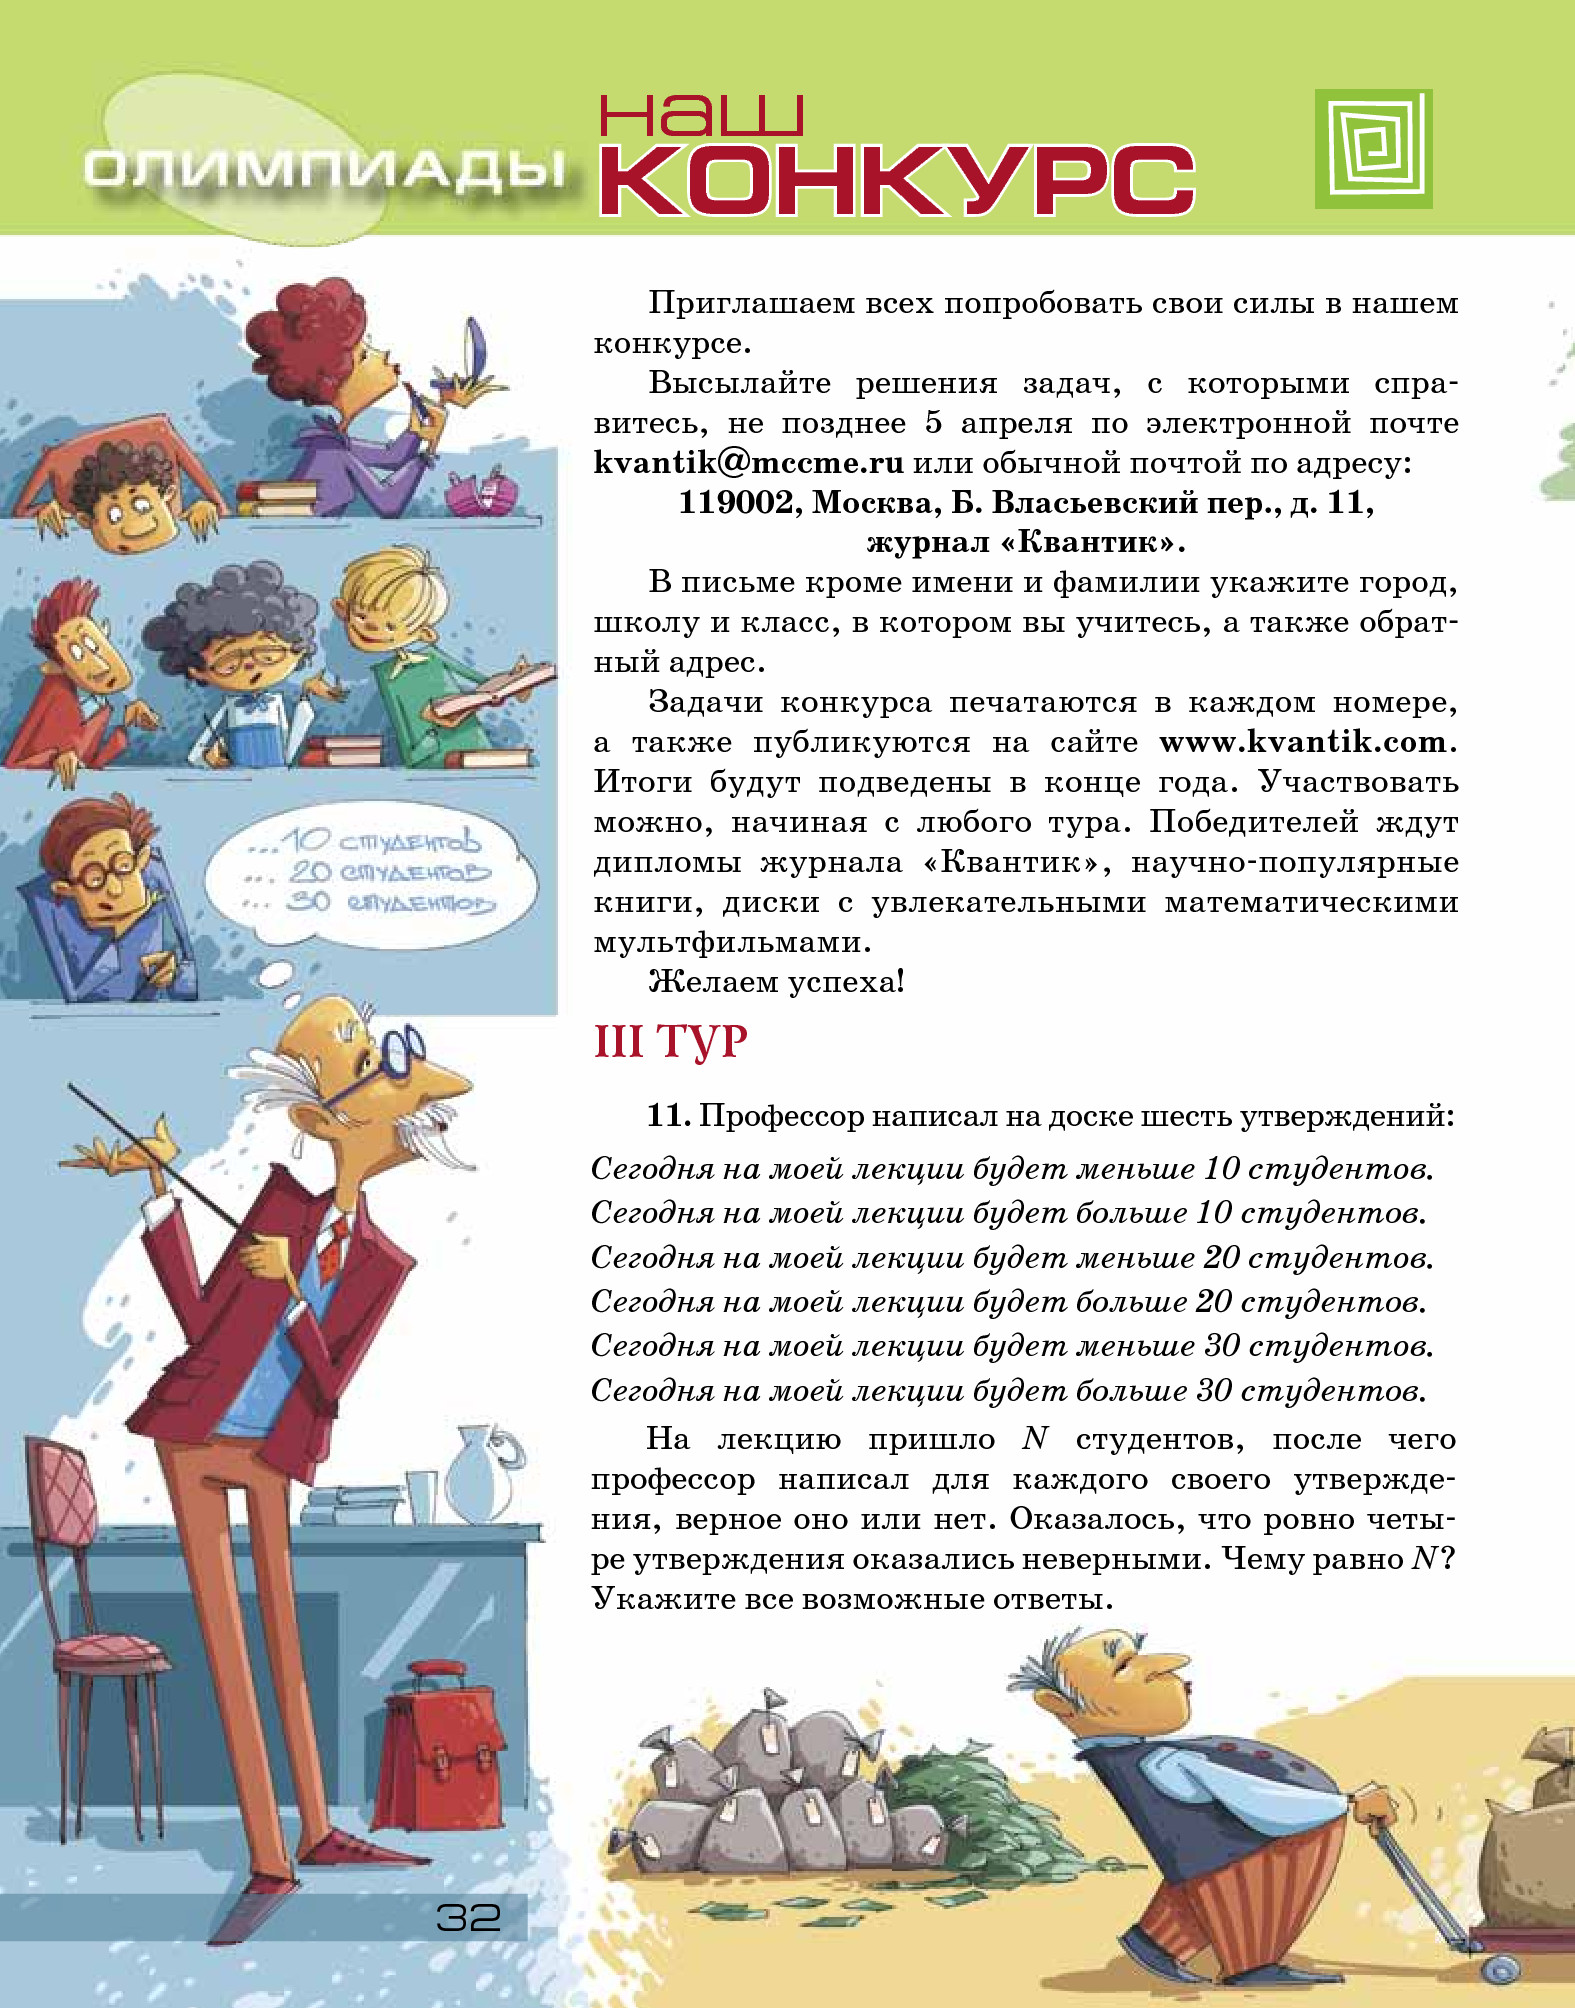 ОЛИМПИАДЫ
наш
КОНКУРС
Приглашаем всех попробовать свои силы в нашем
конкурсе.
Высылайте решения задач, с которыми спра-
витесь, не позднее 5 апреля по электронной почте
kvantik@mccme.ru или обычной почтой по адресу:
119002, Москва, Б. Власьевский пер., д. 11,
журнал «Квантик».
В письме кроме имени и фамилии укажите город,
школу и класс, в котором вы учитесь, а также обрат-
ный адрес.
Задачи конкурса печатаются в каждом номере,
а также публикуются на сайте www.kvantik.com.
Итоги будут подведены в конце года. Участвовать
можно, начиная с любого тура. Победителей ждут
дипломы журнала «Квантик», научно-популярные
книги, диски с увлекательными математическими
мультфильмами.
Желаем успеха!
...10 студентов
... 20 студентов
... 30 студентов
III ТУР
11. Профессор написал на доске шесть утверждений:
Сегодня на моей лекции будет меньше 10 студентов.
Сегодня на моей лекции будет больше 10 студентов.
Сегодня на моей лекции будет меньше 20 студентов.
Сегодня на моей лекции будет больше 20 студентов.
Сегодня на моей лекции будет меньше 30 студентов.
Сегодня на моей лекции будет больше 30 студентов.
На лекцию пришло N студентов, после чего
профессор написал для каждого своего утвержде-
ния, верное оно или нет. Оказалось, что ровно четы-
ре утверждения оказались неверными. Чему равно N?
Укажите все возможные ответы.
32